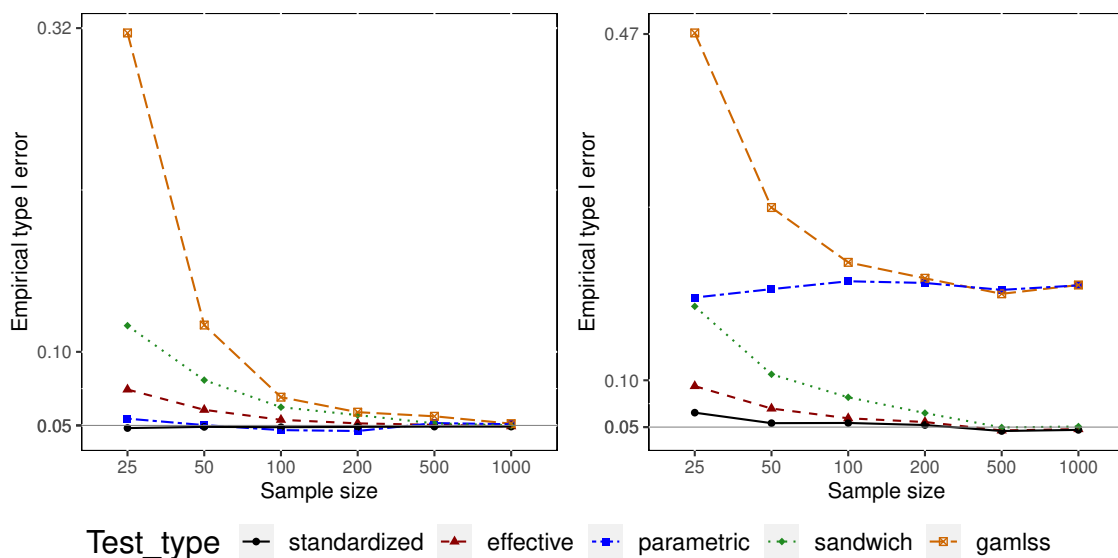 Empirical type I error
0.32
0.10
0.05
25 50 100 200 500 1000
Sample size
Empirical type I error
0.47
0.10
0.05
25 50 100 200 500 1000
Sample size
Test_type standardized effective parametric sandwich gamlss